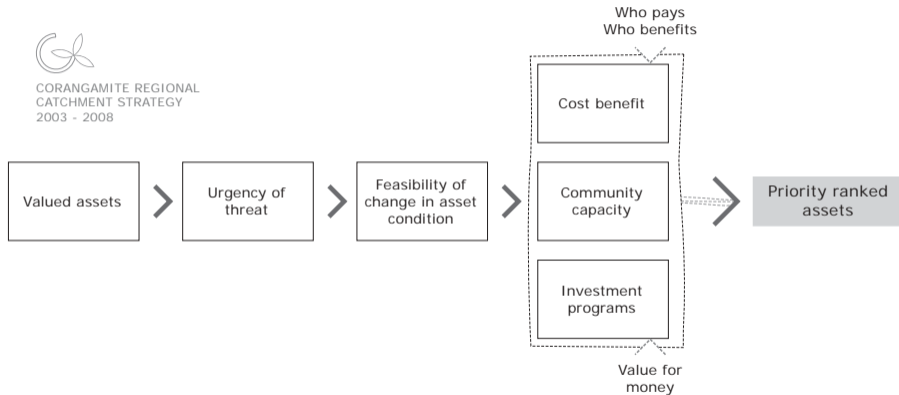 Who pays
Who benefits
CORANGAMITE REGIONAL
CATCHMENT STRATEGY
2003 - 2008
Cost benefit
Valued assets
Urgency of
threat
Feasibility of
change in asset
condition
Community
capacity
Priority ranked
assets
Investment
programs
Value for
money